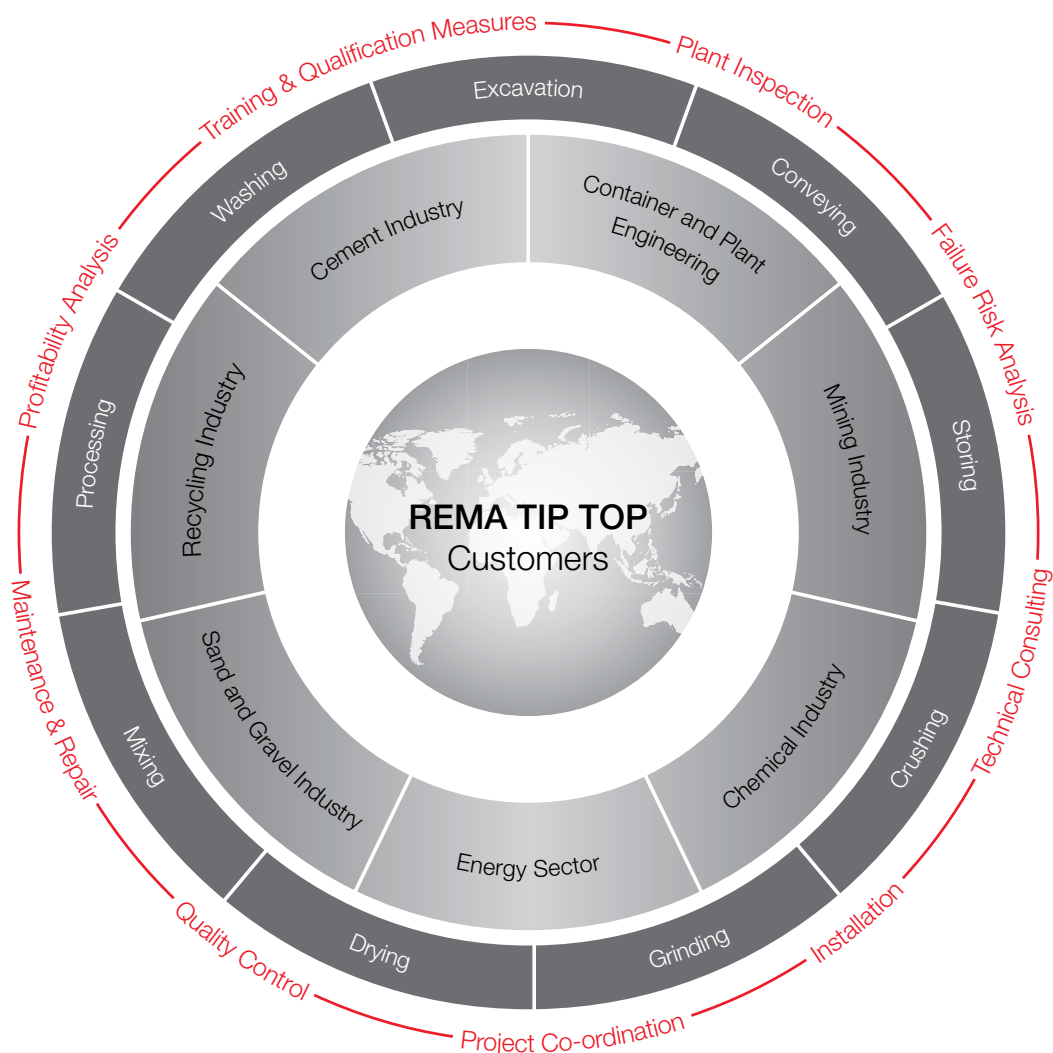 Training & Qualification Measures
Plant Inspection
Failure Risk Analysis
Technical Consulting
Installation
Project Co-ordination
Quality Control
Maintenance & Repair
Profitability Analysis
Excavation
Conveying
Storing
Crushing
Grinding
Drying
Mixing
Processing
Washing
Cement Industry
Container and Plant
Engineering
Mining Industry
Chemical Industry
Energy Sector
Sand and Gravel Industry
Recycling Industry
REMA TIP TOP
Customers